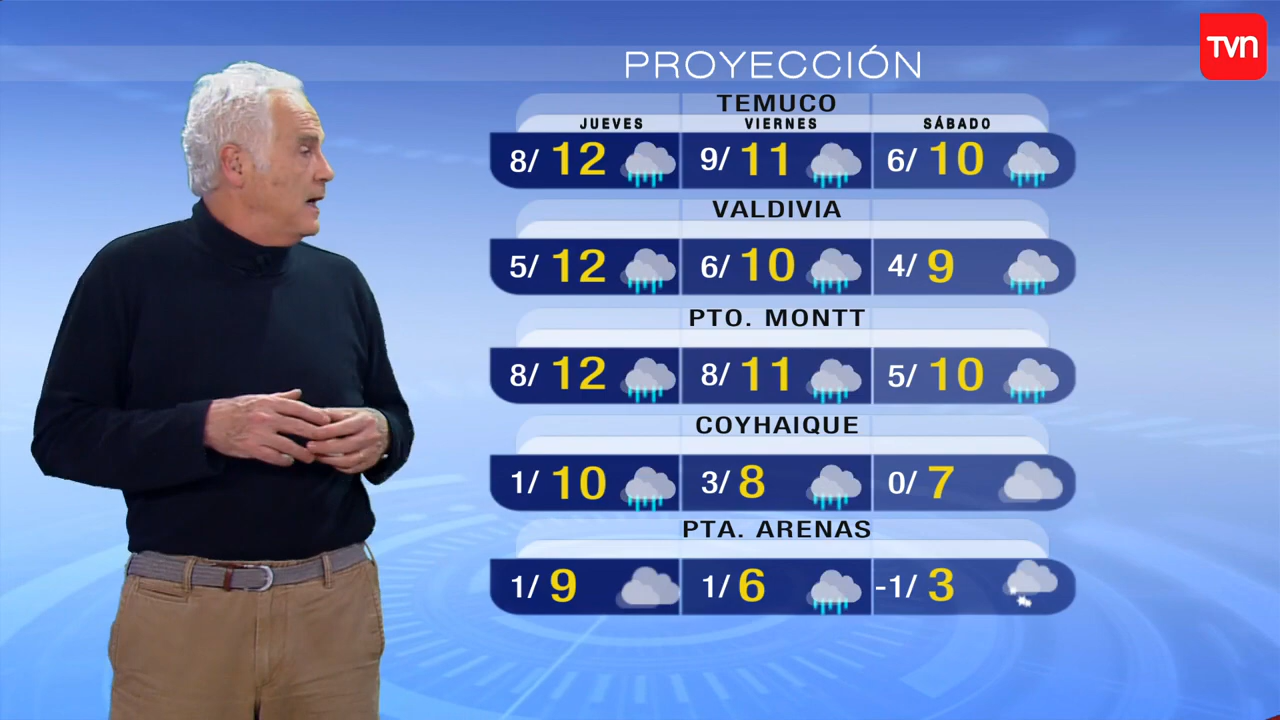 TVN
PROYECCIÓN
TEMUCO
JUEVES VIERNES SÁBADO
8/ 12 9/ 11 6/ 10
VALDIVIA
5/ 12 6/ 10 4/ 9
PTO. MONTT
8/ 12 8/ 11 5/ 10
COYHAIQUE
1/ 10 3/ 8 0/ 7
PTA. ARENAS
1/ 9 1/ 6 -1/ 3